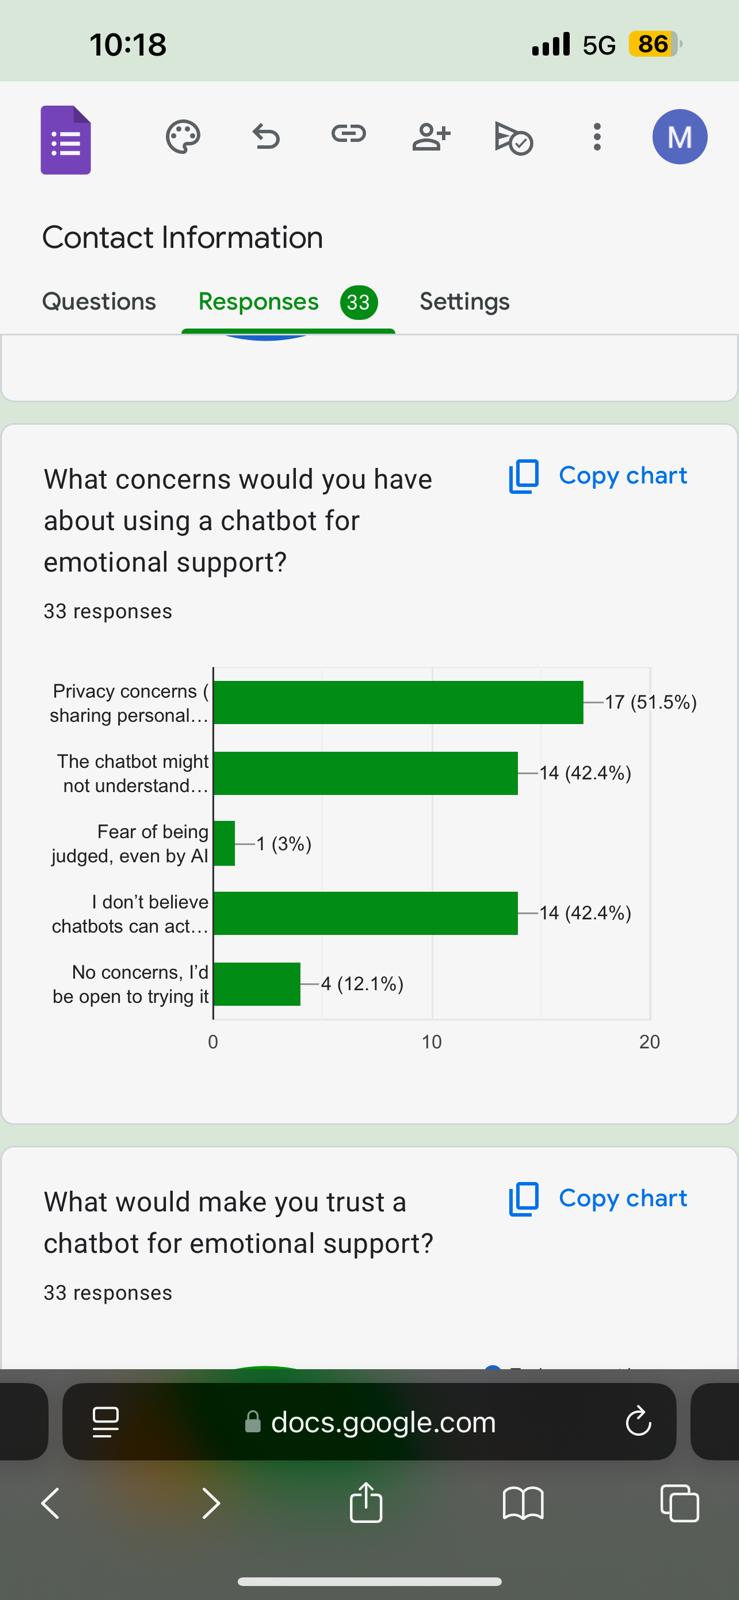 10:18
5G
86
M
Contact Information
Questions
Responses
33
Settings
What concerns would you have
about using a chatbot for
emotional support?
Copy chart
33 responses
Privacy concerns (
sharing personal…
17 (51.5%)
The chatbot might
not understand…
14 (42.4%)
Fear of being
judged, even by AI
1 (3%)
I don’t believe
chatbots can act…
14 (42.4%)
No concerns, I’d
be open to trying it
4 (12.1%)
0
10
20
What would make you trust a
chatbot for emotional support?
Copy chart
33 responses
docs.google.com